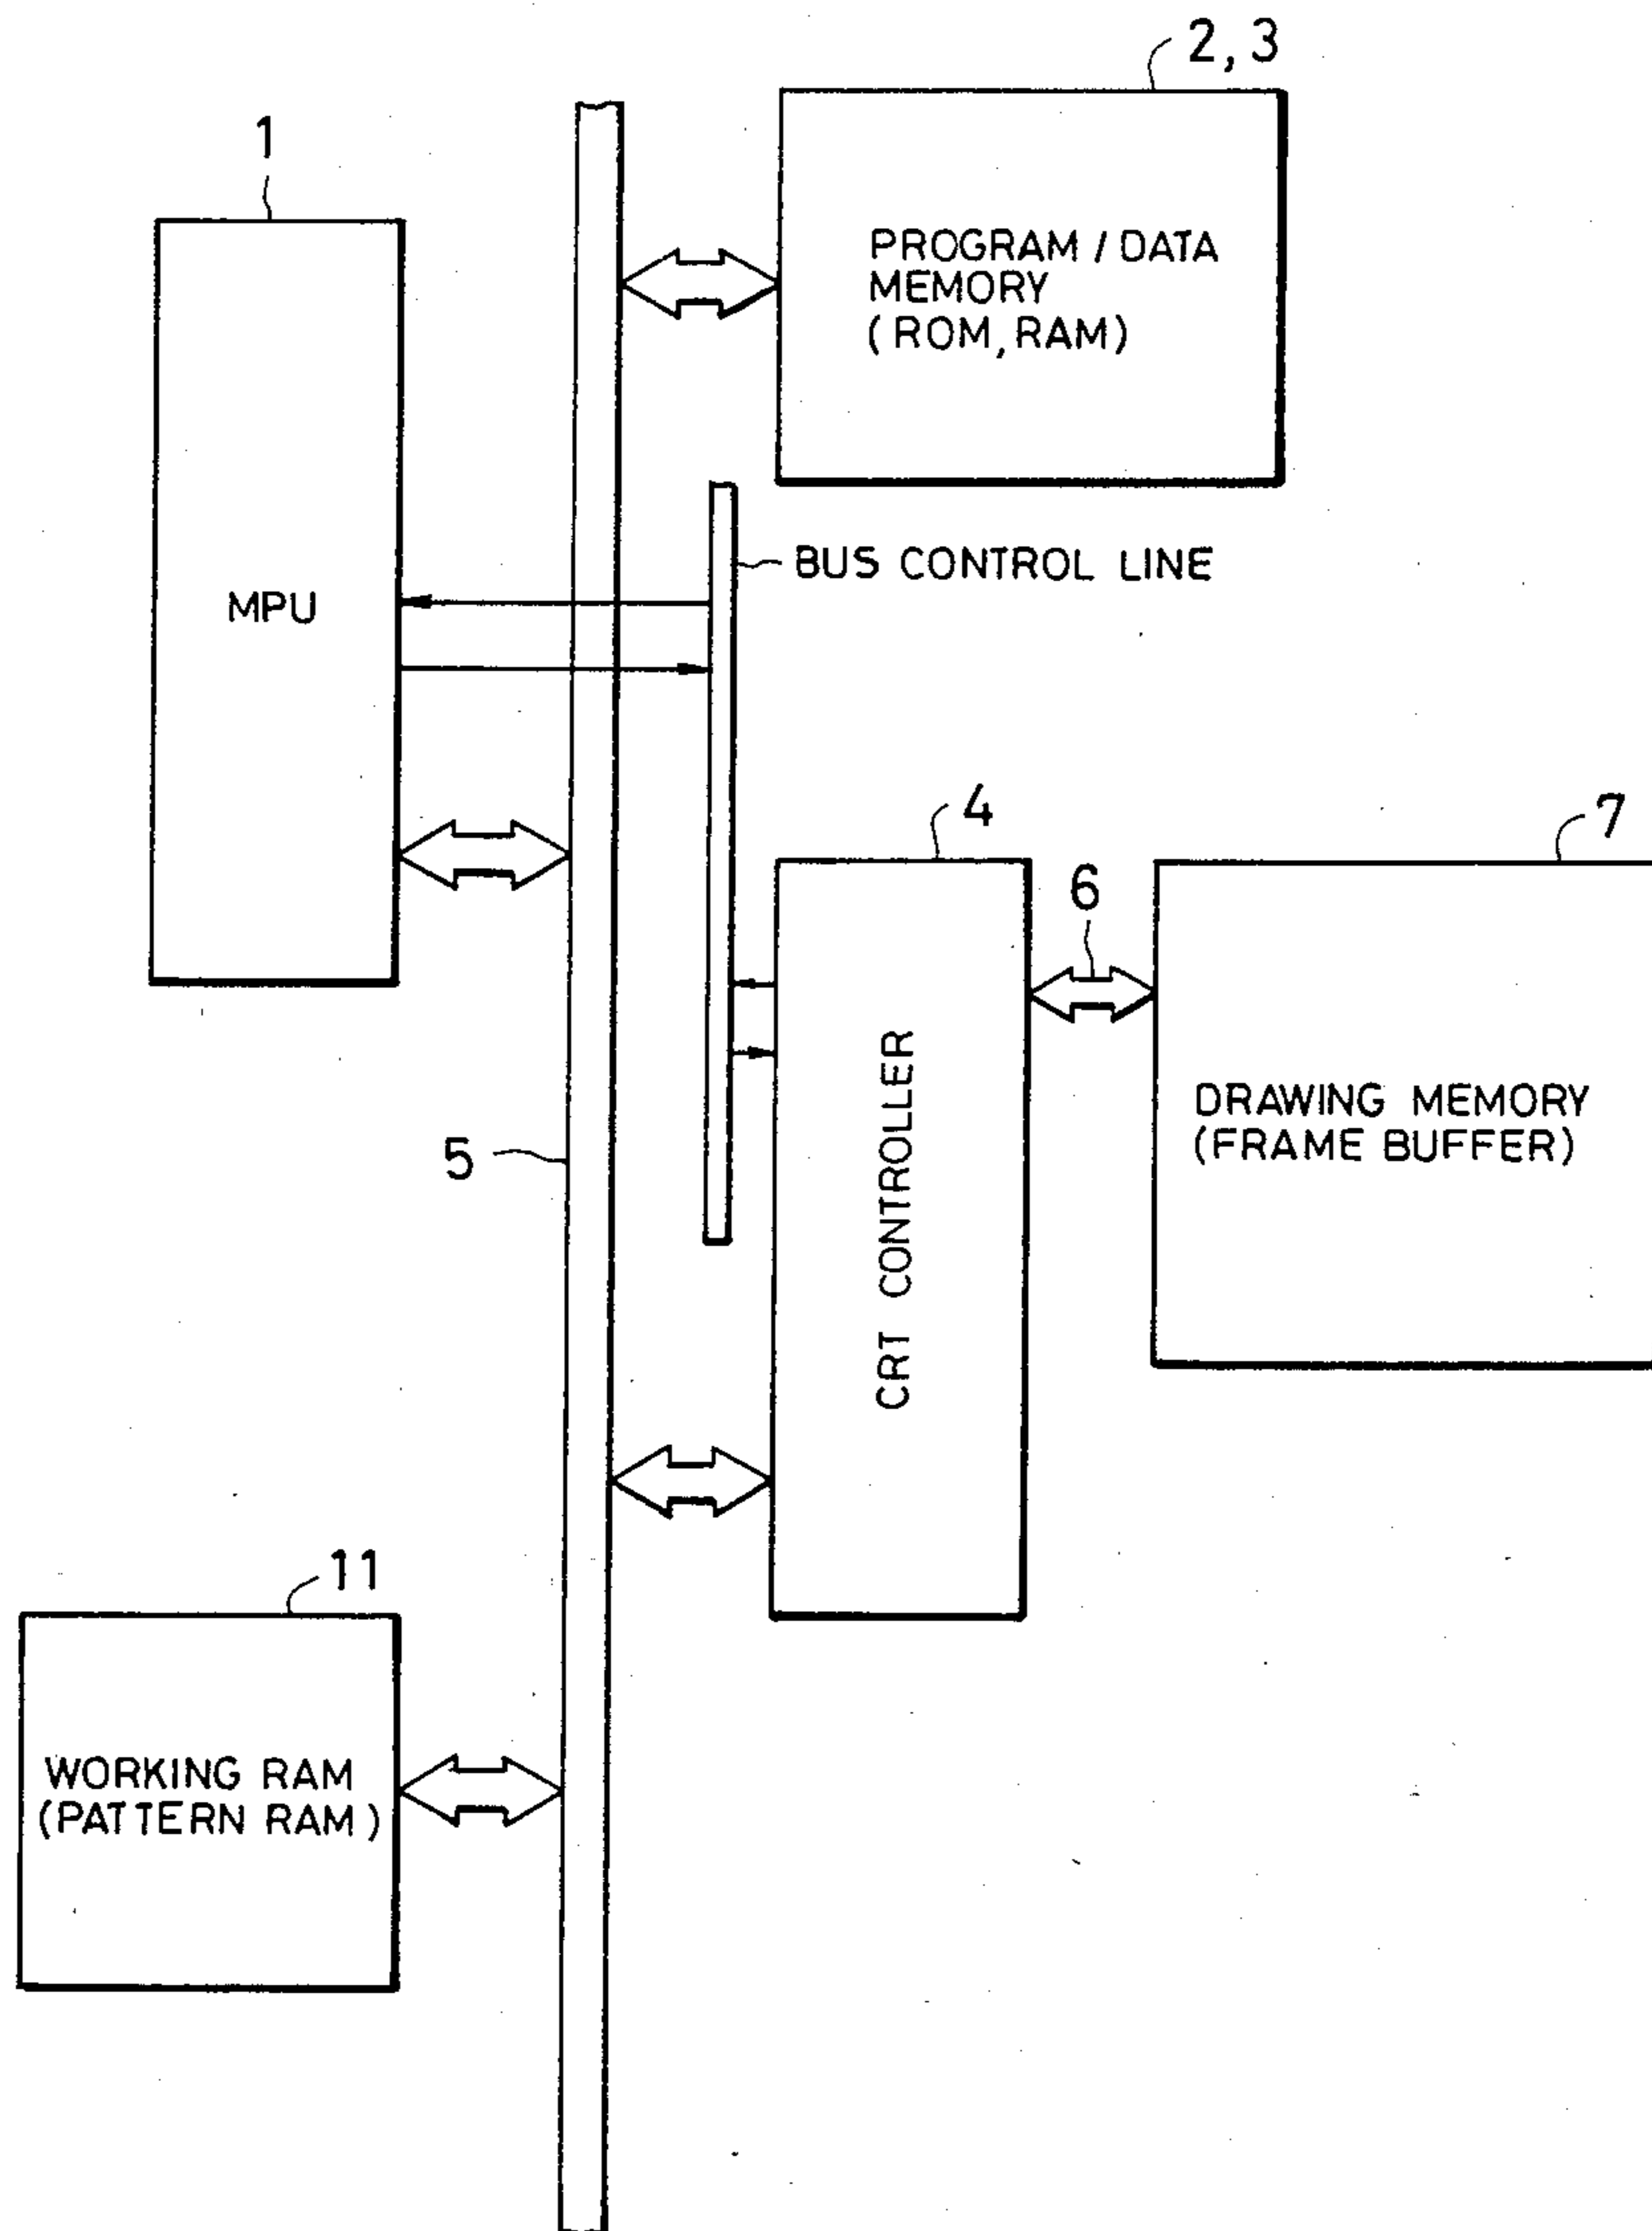 2, 3
1
PROGRAM / DATA
MEMORY
( ROM, RAM )
BUS CONTROL LINE
MPU
4
7
6
DRAWING MEMORY
(FRAME BUFFER)
CRT CONTROLLER
5
11
WORKING RAM
(PATTERN RAM)